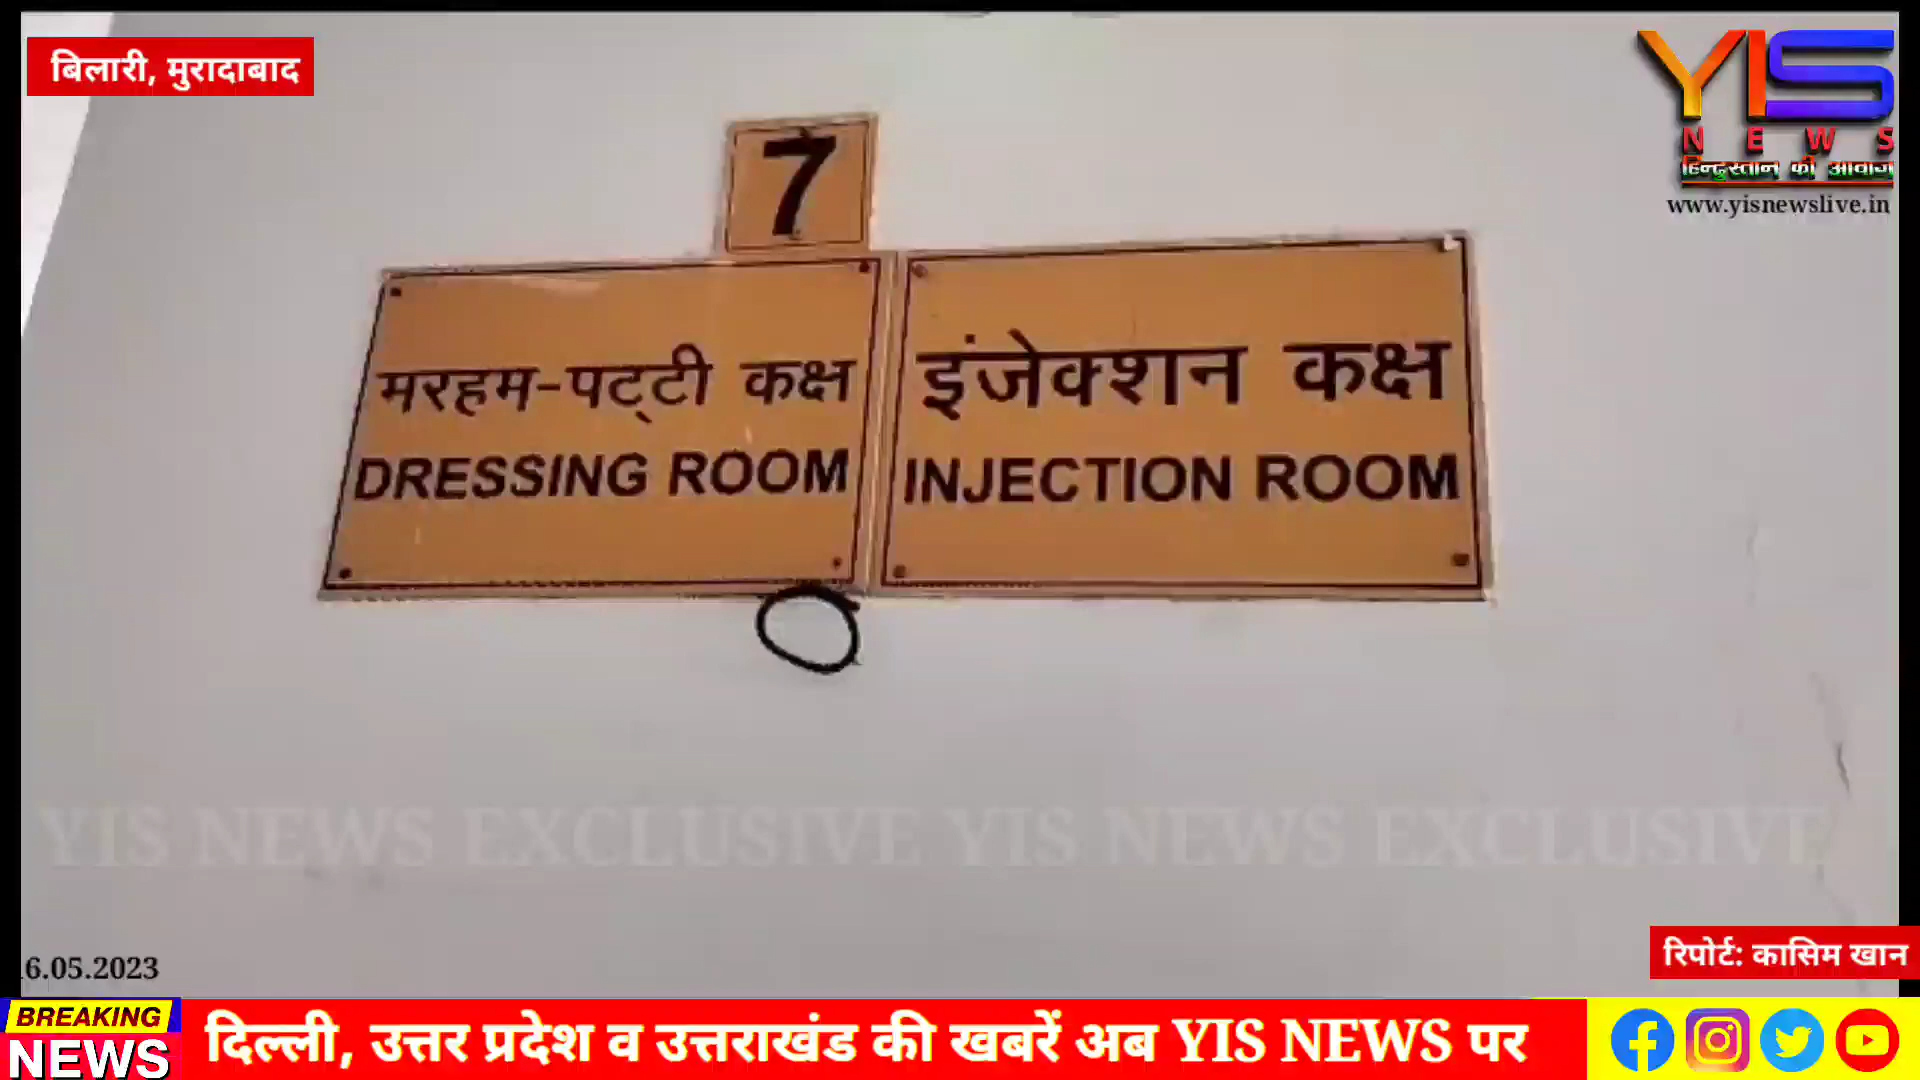 बिलारी, मुरादाबाद
YIS
NEWS
हिन्दुस्तान की आवाज
www.yisnewslive.in
7
मरहम-पट्टी कक्ष
DRESSING ROOM
इंजेक्शन कक्ष
INJECTION ROOM
YIS NEWS EXCLUSIVE YIS NEWS EXCLUSIVE
6.05.2023
रिपोर्ट: कासिम खान
BREAKING
NEWS
दिल्ली, उत्तर प्रदेश व उत्तराखंड की खबरें अब YIS NEWS पर